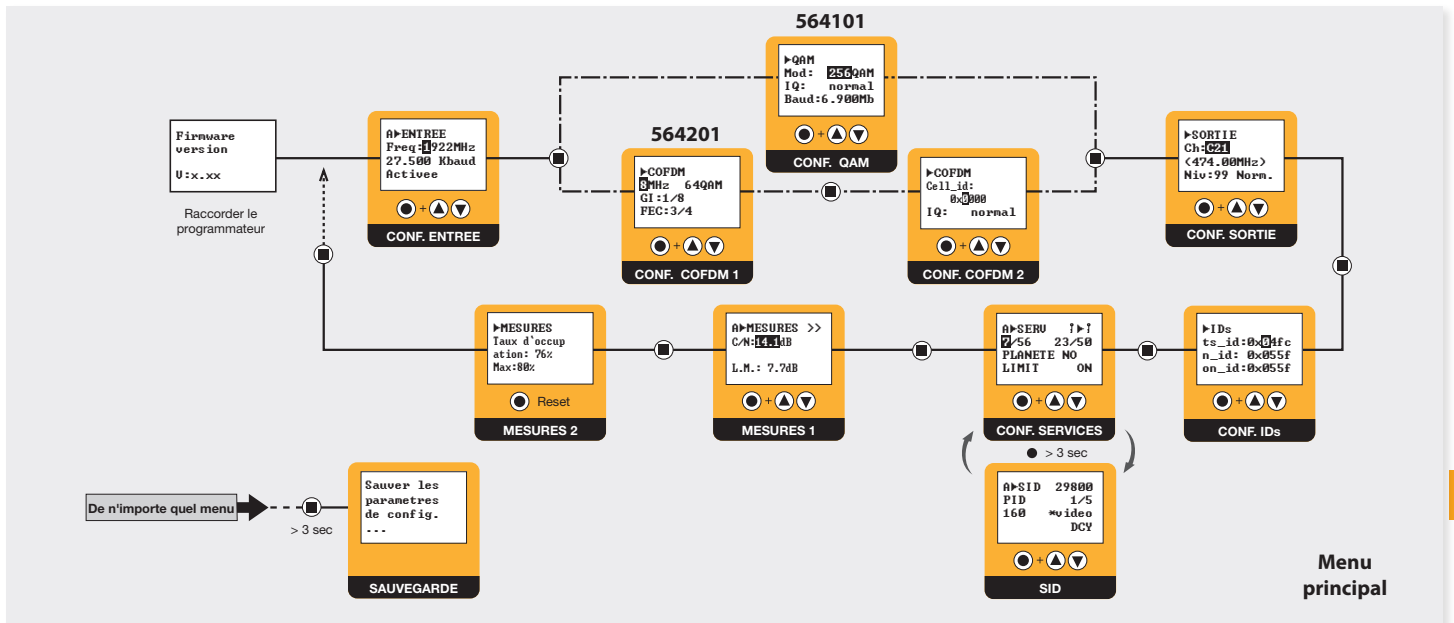 564101
▶QAM
Mod: 256QAM
IQ: normal
Baud:6.900Mb
CONF. QAM
Firmware
version
V:x.xx
Raccorder le
programmateur
A▶ENTREE
Freq:1922MHz
27.500 Kbaud
Activee
CONF. ENTREE
564201
▶COFDM
8MHz 64QAM
GI:1/8
FEC:3/4
CONF. COFDM 1
▶COFDM
Cell_id:
0x0000
IQ: normal
CONF. COFDM 2
▶SORTIE
Ch:C21
(474.00MHz)
Niv:99 Norm.
CONF. SORTIE
▶MESURES
Taux d'occup
ation: 76%
Max:80%
Reset
MESURES 2
A▶MESURES >>
C/N:14.1dB
L.M.: 7.7dB
MESURES 1
A▶SERV
7/56 23/50
PLANETE NO
LIMIT ON
CONF. SERVICES
> 3 sec
▶IDs
ts_id:0x04fc
n_id: 0x055f
on_id:0x055f
CONF. IDs
A▶SID 29800
PID 1/5
160 *video
DCY
SID
De n'importe quel menu
> 3 sec
Sauver les
parametres
de config.
...
SAUVEGARDE
Menu
principal